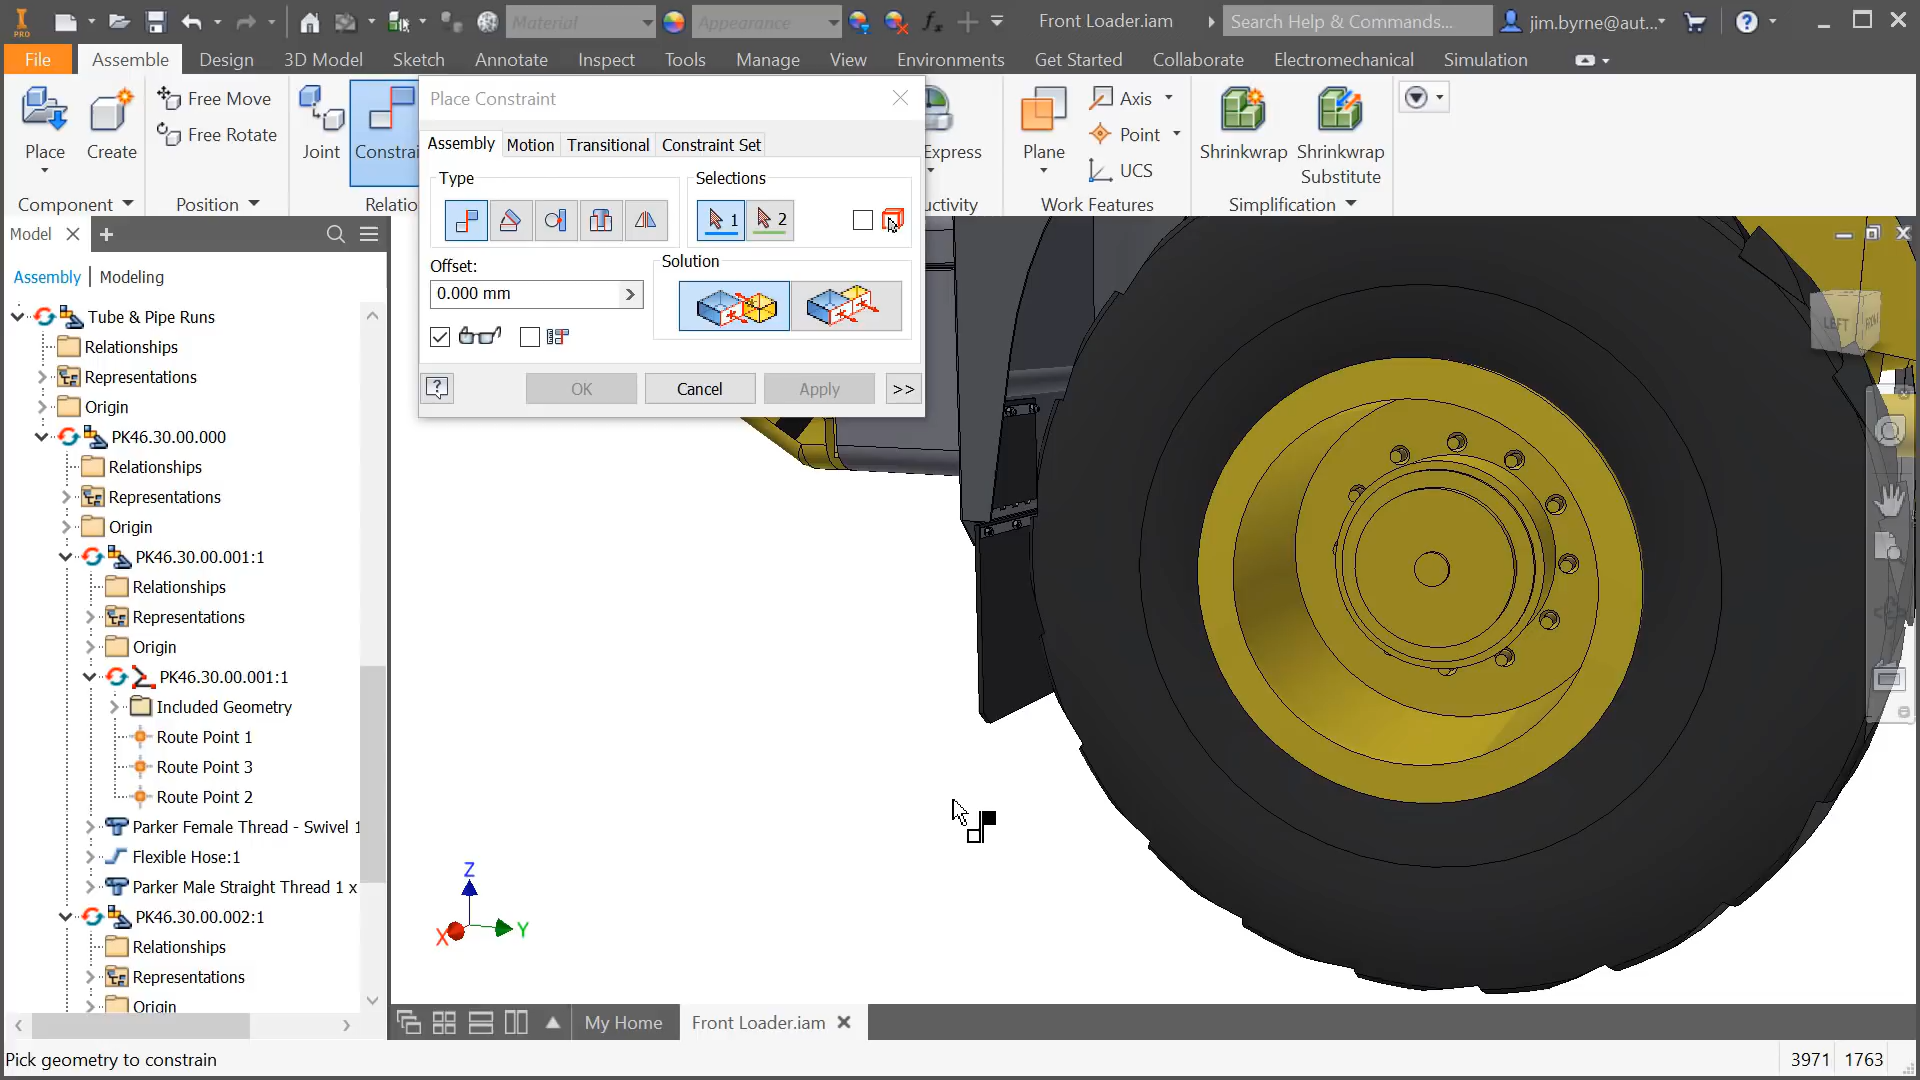 PRO
Material
Appearance
Front Loader.iam
Search Help & Commands...
jim.byrne@aut...
File
Assemble
Design
3D Model
Sketch
Annotate
Inspect
Tools
Manage
View
Environments
Get Started
Collaborate
Electromechanical
Simulation
Place
Create
Free Move
Free Rotate
Joint
Constrai
Component
Position
Relatio
Place Constraint
Assembly
Motion
Transitional
Constraint Set
Type
Selections
1
2
Offset:
0.000 mm
Solution
OK
Cancel
Apply
>>
Express
uctivity
Plane
Axis
Point
UCS
Work Features
Shrinkwrap
Shrinkwrap
Substitute
Simplification
Model
Assembly
Modeling
Tube & Pipe Runs
Relationships
Representations
Origin
PK46.30.00.000
Relationships
Representations
Origin
PK46.30.00.001:1
Relationships
Representations
Origin
PK46.30.00.001:1
Included Geometry
Route Point 1
Route Point 3
Route Point 2
Parker Female Thread - Swivel 1
Flexible Hose:1
Parker Male Straight Thread 1 x
PK46.30.00.002:1
Relationships
Representations
Origin
LEFT
Z
X
Y
My Home
Front Loader.iam
Pick geometry to constrain
3971
1763